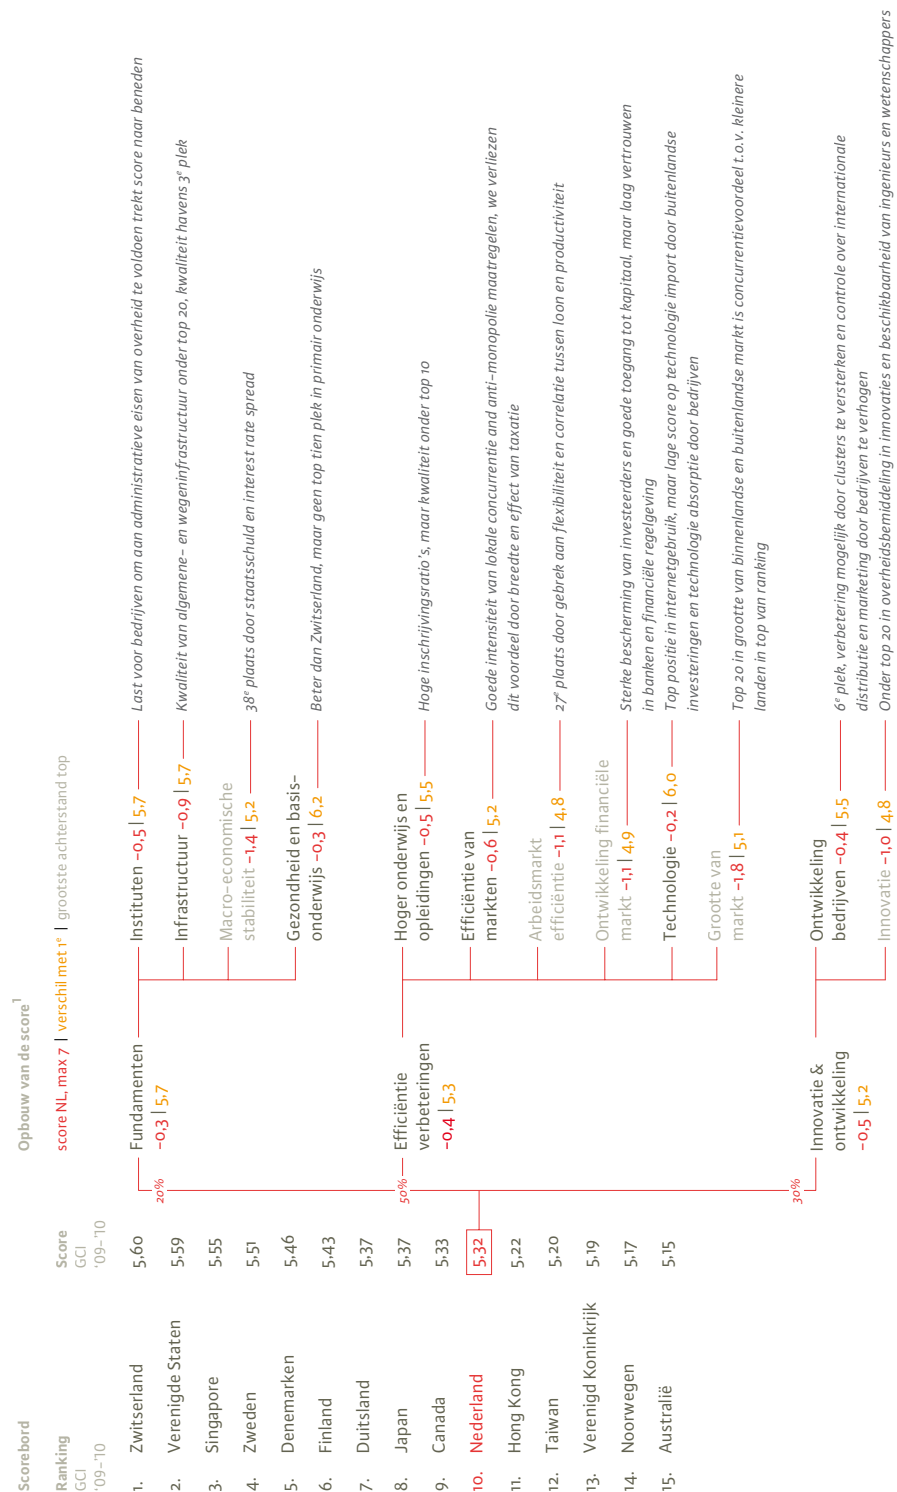 Scorebord
Opbouw van de score¹
Ranking
GCI
'09–'10
Score
GCI
'09–'10
score NL, max 7 | verschil met 1ᵉ | grootste achterstand top
1. Zwitserland 5,60
2. Verenigde Staten 5,59
3. Singapore 5,55
4. Zweden 5,51
5. Denemarken 5,46
6. Finland 5,43
7. Duitsland 5,37
8. Japan 5,37
9. Canada 5,33
10. Nederland 5,32
11. Hong Kong 5,22
12. Taiwan 5,20
13. Verenigd Koninkrijk 5,19
14. Noorwegen 5,17
15. Australië 5,15
20%
Fundamenten
–0,3 | 5,7
50%
Efficiëntie
verbeteringen
–0,4 | 5,3
30%
Innovatie &
ontwikkeling
–0,5 | 5,2
Instituten –0,5 | 5,7
Last voor bedrijven om aan administratieve eisen van overheid te voldoen trekt score naar beneden
Infrastructuur –0,9 | 5,7
Kwaliteit van algemene– en wegeninfrastructuur onder top 20, kwaliteit havens 3ᵉ plek
Macro–economische
stabiliteit –1,4 | 5,2
38ᵉ plaats door staatsschuld en interest rate spread
Gezondheid en basis–
onderwijs –0,3 | 6,2
Beter dan Zwitserland, maar geen top tien plek in primair onderwijs
Hoger onderwijs en
opleidingen –0,5 | 5,5
Hoge inschrijvingsratio's, maar kwaliteit onder top 10
Efficiëntie van
markten –0,6 | 5,2
Goede intensiteit van lokale concurrentie and anti–monopolie maatregelen, we verliezen
dit voordeel door breedte en effect van taxatie
Arbeidsmarkt
efficiëntie –1,1 | 4,8
27ᵉ plaats door gebrek aan flexibiliteit en correlatie tussen loon en productiviteit
Ontwikkeling financiële
markt –1,1 | 4,9
Sterke bescherming van investeerders en goede toegang tot kapitaal, maar laag vertrouwen
in banken en financiële regelgeving
Technologie –0,2 | 6,0
Top positie in internetgebruik, maar lage score op technologie import door buitenlandse
investeringen en technologie absorptie door bedrijven
Grootte van
markt –1,8 | 5,1
Top 20 in grootte van binnenlandse en buitenlandse markt is concurrentievoordeel t.o.v. kleinere
landen in top van ranking
Ontwikkeling
bedrijven –0,4 | 5,5
6ᵉ plek, verbetering mogelijk door clusters te versterken en controle over internationale
distributie en marketing door bedrijven te verhogen
Innovatie –1,0 | 4,8
Onder top 20 in overheidsbemiddeling in innovaties en beschikbaarheid van ingenieurs en wetenschappers